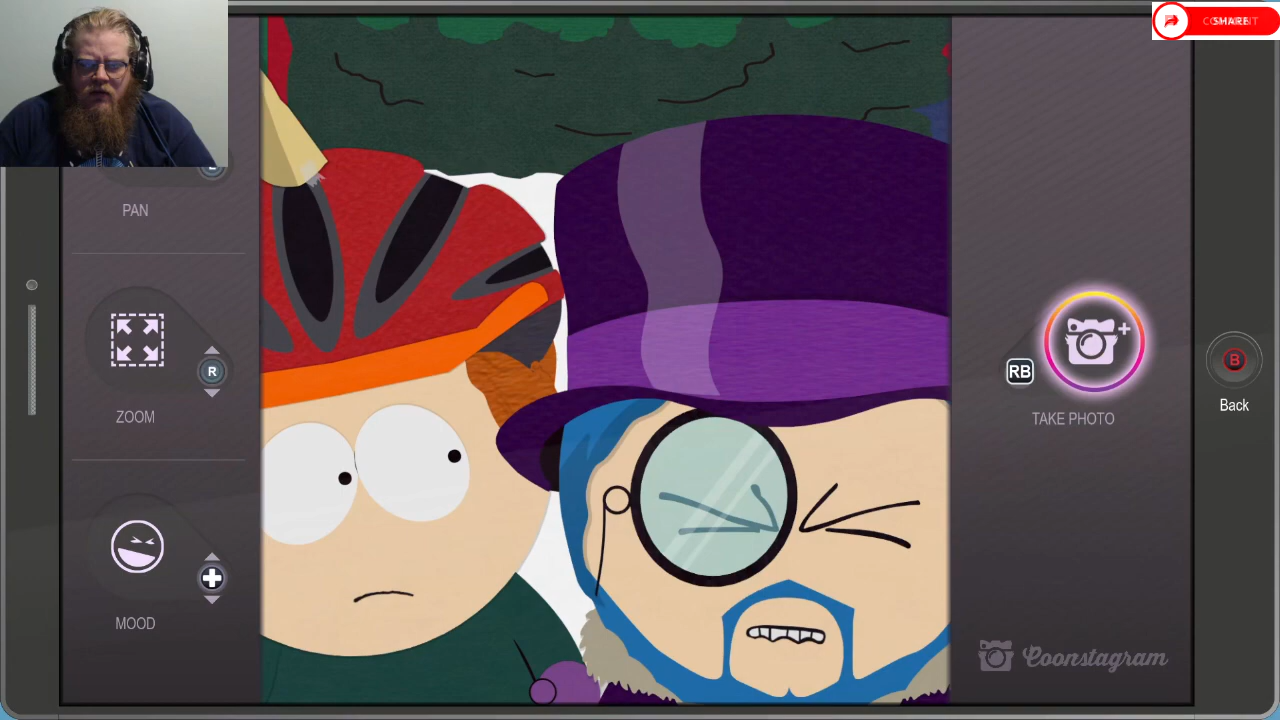 SHARE
PAN
R
ZOOM
MOOD
RB
TAKE PHOTO
B
Back
Coonstagram